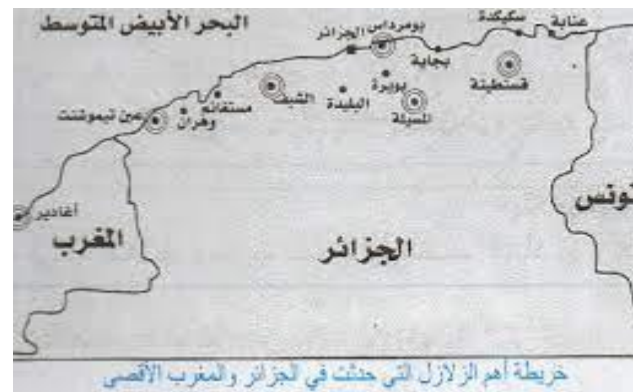 البحر الأبيض المتوسط
عنابة
سكيكدة
بومرداس
الجزائر
بجاية
قسنطينة
بويرة
المسيلة
البليدة
الشلف
مستغانم
وهران
عين تيموشنت
أغادير
المغرب
الجزائر
تونس
خريطة أهم الزلازل التي حدثت في الجزائر والمغرب الأقصى